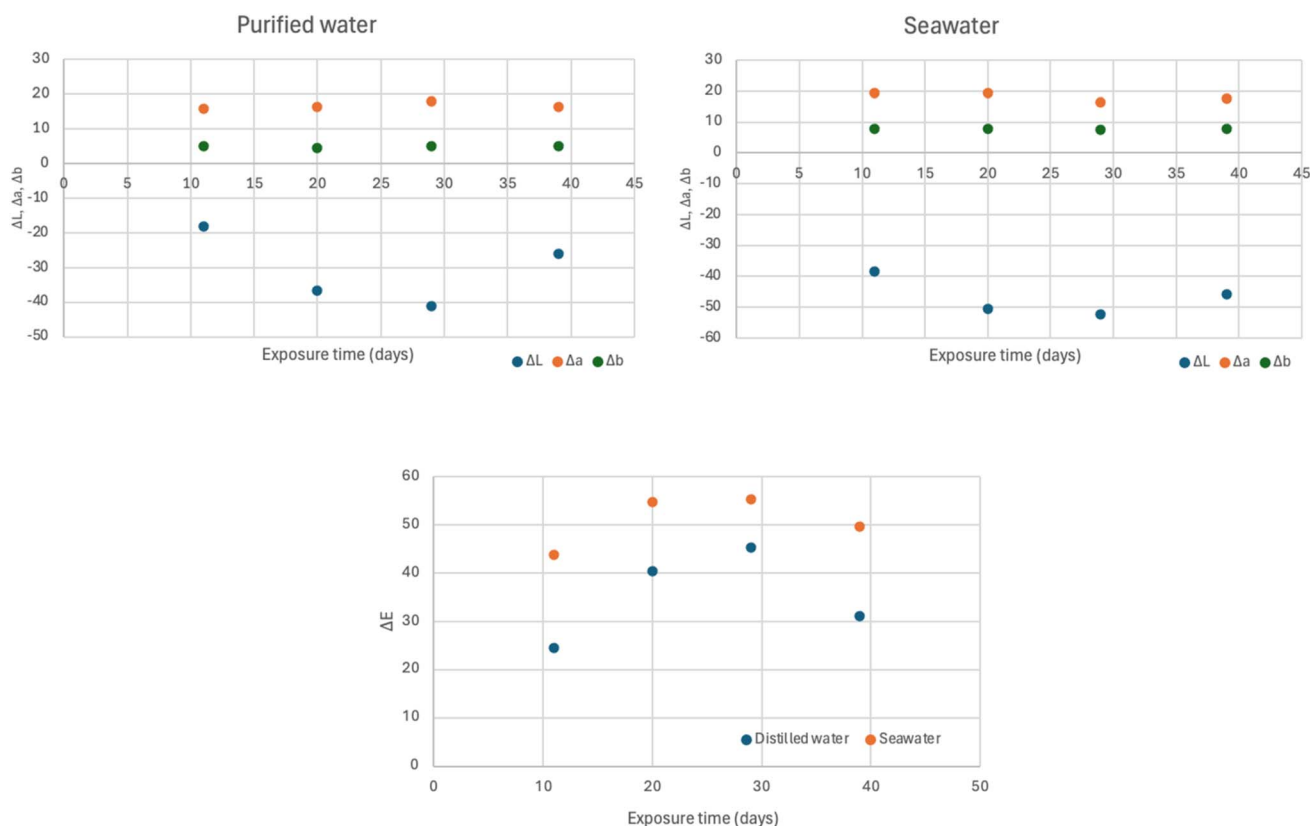 Purified water
30
20
10
0
0 5 10 15 20 25 30 35 40 45
-10
-20
-30
-40
-50
ΔL, Δa, Δb
Exposure time (days)
ΔL Δa Δb
Seawater
30
20
10
0
0 5 10 15 20 25 30 35 40 45
-10
-20
-30
-40
-50
-60
ΔL, Δa, Δb
Exposure time (days)
ΔL Δa Δb
60
50
40
30
20
10
0
ΔE
Distilled water Seawater
0 10 20 30 40 50
Exposure time (days)